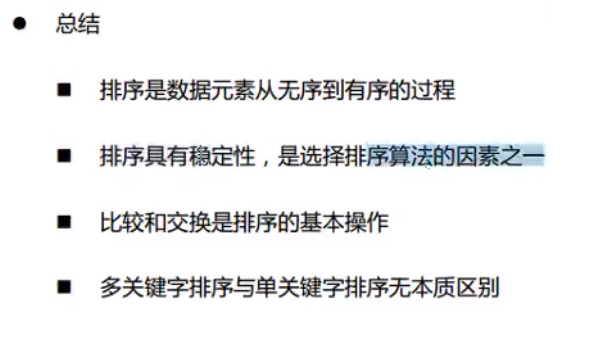 总结
排序是数据元素从无序到有序的过程
排序具有稳定性，是选择排序算法的因素之一
比较和交换是排序的基本操作
多关键字排序与单关键字排序无本质区别